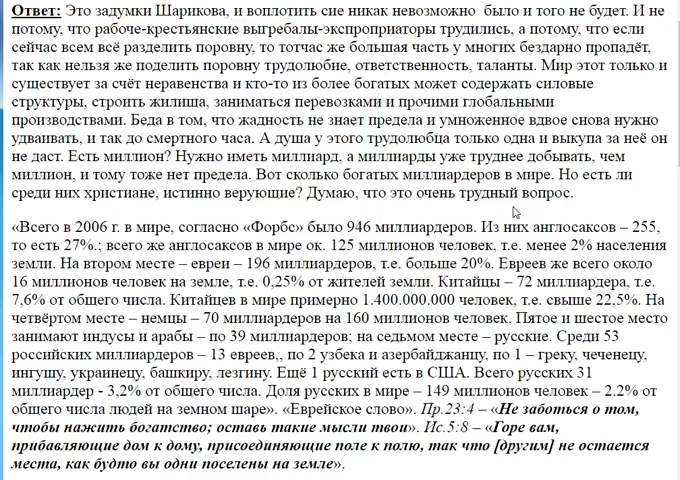 Ответ: Это задумки Шарикова, и воплотить сие никак невозможно  было и того не будет. И не
потому, что рабоче-крестьянские выгребалы-экспроприаторы трудились, а потому, что если
сейчас всем всё разделить поровну, то тотчас же большая часть у многих бездарно пропадёт,
так как нельзя же поделить поровну трудолюбие, ответственность, таланты. Мир этот только и
существует за счёт неравенства и кто-то из более богатых может содержать силовые
структуры, строить жилища, заниматься перевозками и прочими глобальными
производствами. Беда в том, что жадность не знает предела и умноженное вдвое снова нужно
удваивать, и так до смертного часа. А душа у этого трудолюбца только одна и выкупа за неё он
не даст. Есть миллион? Нужно иметь миллиард, а миллиарды уже труднее добывать, чем
миллион, и тому тоже нет предела. Вот сколько богатых миллиардеров в мире. Но есть ли
среди них христиане, истинно верующие? Думаю, что это очень трудный вопрос.
«Всего в 2006 г. в мире, согласно «Форбс» было 946 миллиардеров. Из них англосаксов – 255,
то есть 27%.; всего же англосаксов в мире ок. 125 миллионов человек, т.е. менее 2% населения
земли. На втором месте – евреи – 196 миллиардеров, т.е. больше 20%. Евреев же всего около
16 миллионов человек на земле, т.е. 0,25% от жителей земли. Китайцы – 72 миллиардера, т.е.
7,6% от общего числа. Китайцев в мире примерно 1.400.000.000 человек, т.е. свыше 22,5%. На
четвёртом месте – немцы – 70 миллиардеров на 160 миллионов человек. Пятое и шестое место
занимают индусы и арабы – по 39 миллиардеров; на седьмом месте – русские. Среди 53
российских миллиардеров – 13 евреев,, по 2 узбека и азербайджанцу, по 1 – греку, чеченецу,
ингушу, украинецу, башкиру, лезгину. Ещё 1 русский есть в США. Всего русских 31
миллиардер - 3,2% от общего числа. Доля русских в мире – 149 миллионов человек – 2.2% от
общего числа людей на земном шаре». «Еврейское слово». Пр.23:4 – «Не заботься о том,
чтобы нажить богатство; оставь такие мысли твои». Ис.5:8 – «Горе вам,
прибавляющие дом к дому, присоединяющие поле к полю, так что [другим] не остается
места, как будто вы одни поселены на земле».